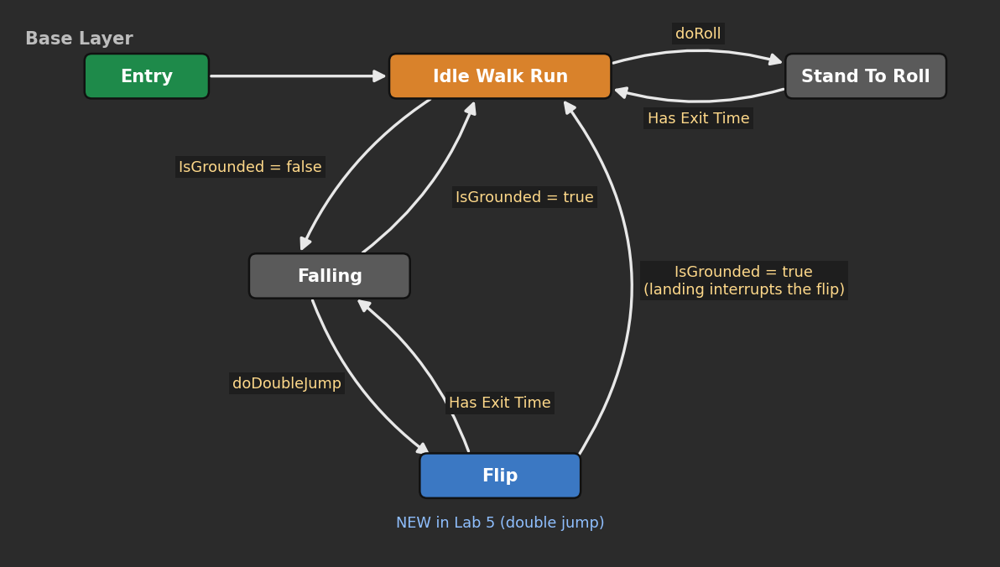 doRoll
Base Layer
Entry
Idle Walk Run
Stand To Roll
Has Exit Time
IsGrounded = false
IsGrounded = true
Falling
IsGrounded = true
(landing interrupts the flip)
doDoubleJump
Has Exit Time
Flip
NEW in Lab 5 (double jump)